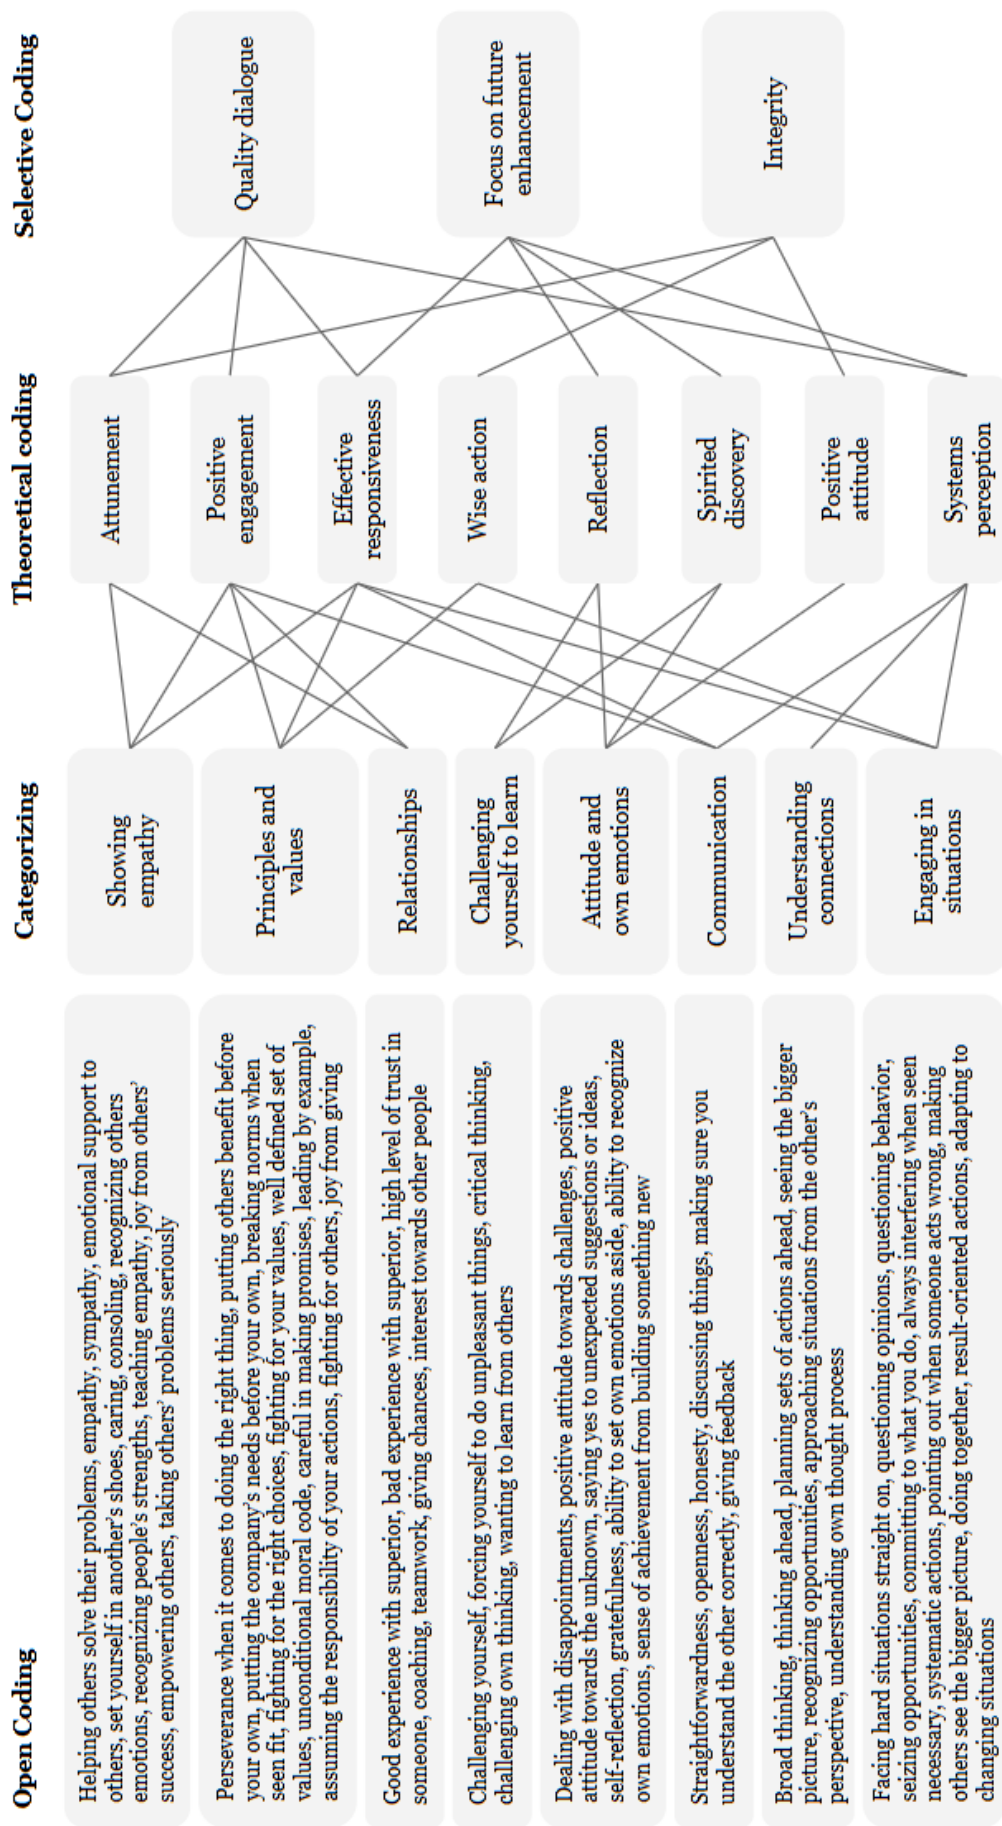 Open Coding
Categorizing
Theoretical coding
Selective Coding
Helping others solve their problems, empathy, sympathy, emotional support to
others, set yourself in another's shoes, caring, consoling, recognizing others
emotions, recognizing people's strengths, teaching empathy, joy from others'
success, empowering others, taking others' problems seriously
Perseverance when it comes to doing the right thing, putting others benefit before
your own, putting the company's needs before your own, breaking norms when
seen fit, fighting for the right choices, fighting for your values, well defined set of
values, unconditional moral code, careful in making promises, leading by example,
assuming the responsibility of your actions, fighting for others, joy from giving
Good experience with superior, bad experience with superior, high level of trust in
someone, coaching, teamwork, giving chances, interest towards other people
Challenging yourself, forcing yourself to do unpleasant things, critical thinking,
challenging own thinking, wanting to learn from others
Dealing with disappointments, positive attitude towards challenges, positive
attitude towards the unknown, saying yes to unexpected suggestions or ideas,
self-reflection, gratefulness, ability to set own emotions aside, ability to recognize
own emotions, sense of achievement from building something new
Straightforwardness, openness, honesty, discussing things, making sure you
understand the other correctly, giving feedback
Broad thinking, thinking ahead, planning sets of actions ahead, seeing the bigger
picture, recognizing opportunities, approaching situations from the other's
perspective, understanding own thought process
Facing hard situations straight on, questioning opinions, questioning behavior,
seizing opportunities, committing to what you do, always interfering when seen
necessary, systematic actions, pointing out when someone acts wrong, making
others see the bigger picture, doing together, result-oriented actions, adapting to
changing situations
Showing
empathy
Principles and
values
Relationships
Challenging
yourself to learn
Attitude and
own emotions
Communication
Understanding
connections
Engaging in
situations
Attunement
Positive
engagement
Effective
responsiveness
Wise action
Reflection
Spirited
discovery
Positive
attitude
Systems
perception
Quality dialogue
Focus on future
enhancement
Integrity